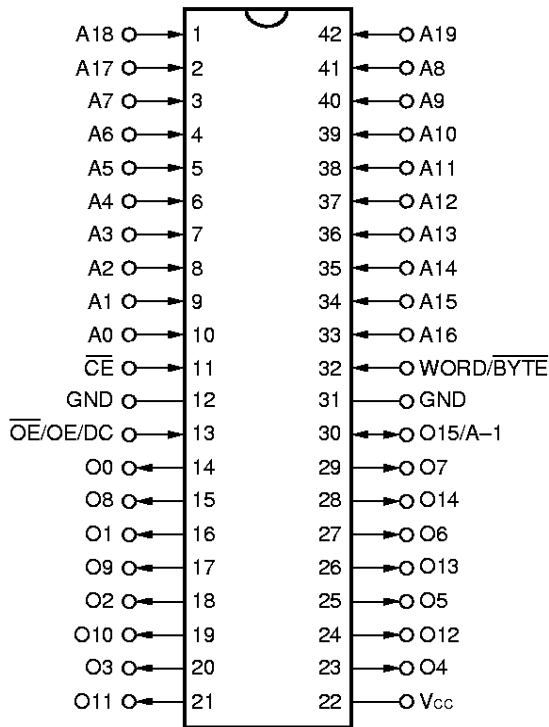 A18 1 42 A19
A17 2 41 A8
A7 3 40 A9
A6 4 39 A10
A5 5 38 A11
A4 6 37 A12
A3 7 36 A13
A2 8 35 A14
A1 9 34 A15
A0 10 33 A16
C̅E̅ 11 32 WORD/B̅Y̅T̅E̅
GND 12 31 GND
O̅E̅/OE/DC 13 30 O15/A–1
O0 14 29 O7
O8 15 28 O14
O1 16 27 O6
O9 17 26 O13
O2 18 25 O5
O10 19 24 O12
O3 20 23 O4
O11 21 22 Vcc